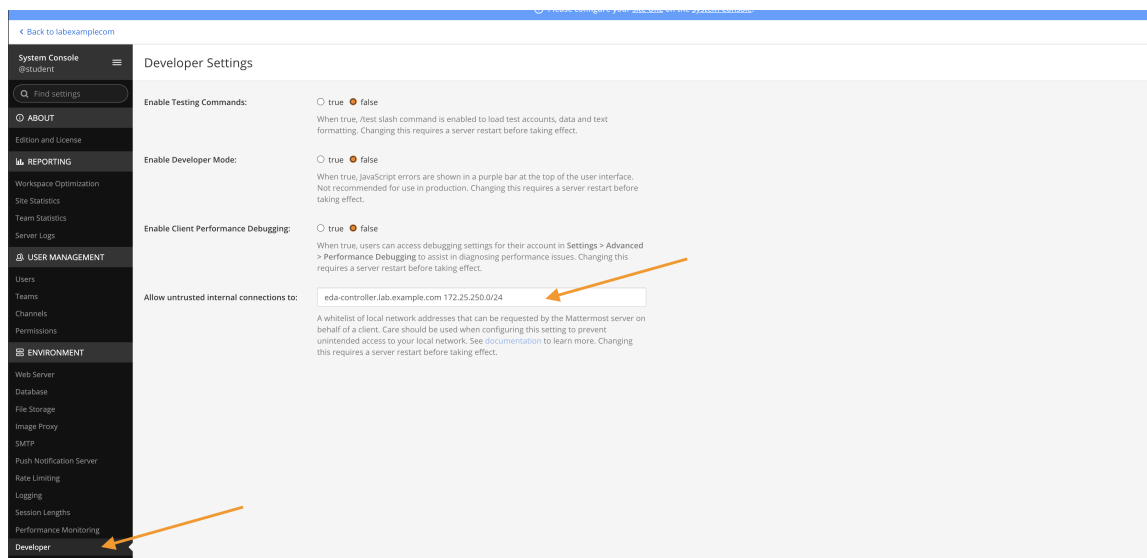 Please configure your Site URL on the System Console.
Back to labexamplecom
System Console
@student
Find settings
ABOUT
Edition and License
REPORTING
Workspace Optimization
Site Statistics
Team Statistics
Server Logs
USER MANAGEMENT
Users
Teams
Channels
Permissions
ENVIRONMENT
Web Server
Database
File Storage
Image Proxy
SMTP
Push Notification Server
Rate Limiting
Logging
Session Lengths
Performance Monitoring
Developer
Developer Settings
Enable Testing Commands:
true false
When true, /test slash command is enabled to load test accounts, data and text
formatting. Changing this requires a server restart before taking effect.
Enable Developer Mode:
true false
When true, JavaScript errors are shown in a purple bar at the top of the user interface.
Not recommended for use in production. Changing this requires a server restart before
taking effect.
Enable Client Performance Debugging:
true false
When true, users can access debugging settings for their account in Settings > Advanced
> Performance Debugging to assist in diagnosing performance issues. Changing this
requires a server restart before taking effect.
Allow untrusted internal connections to:
eda-controller.lab.example.com 172.25.250.0/24
A whitelist of local network addresses that can be requested by the Mattermost server on
behalf of a client. Care should be used when configuring this setting to prevent
unintended access to your local network. See documentation to learn more. Changing
this requires a server restart before taking effect.